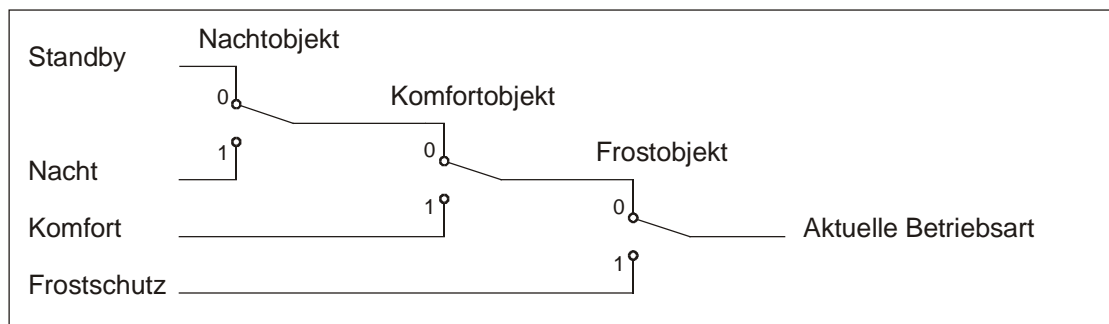 Standby
Nachtobjekt
0
1
Nacht
Komfortobjekt
0
1
Komfort
Frostobjekt
0
1
Frostschutz
Aktuelle Betriebsart